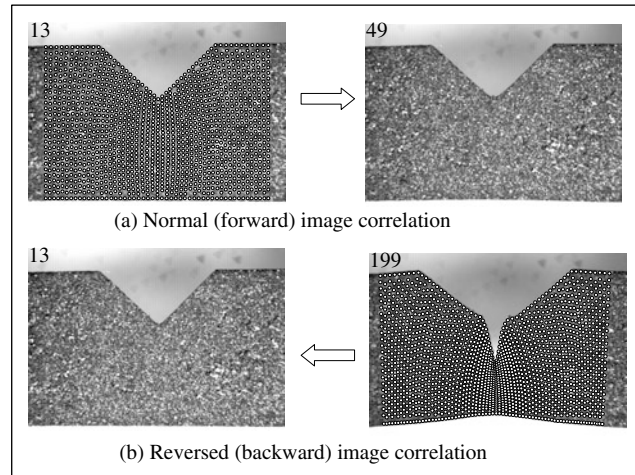 13
49
(a) Normal (forward) image correlation
13
199
(b) Reversed (backward) image correlation